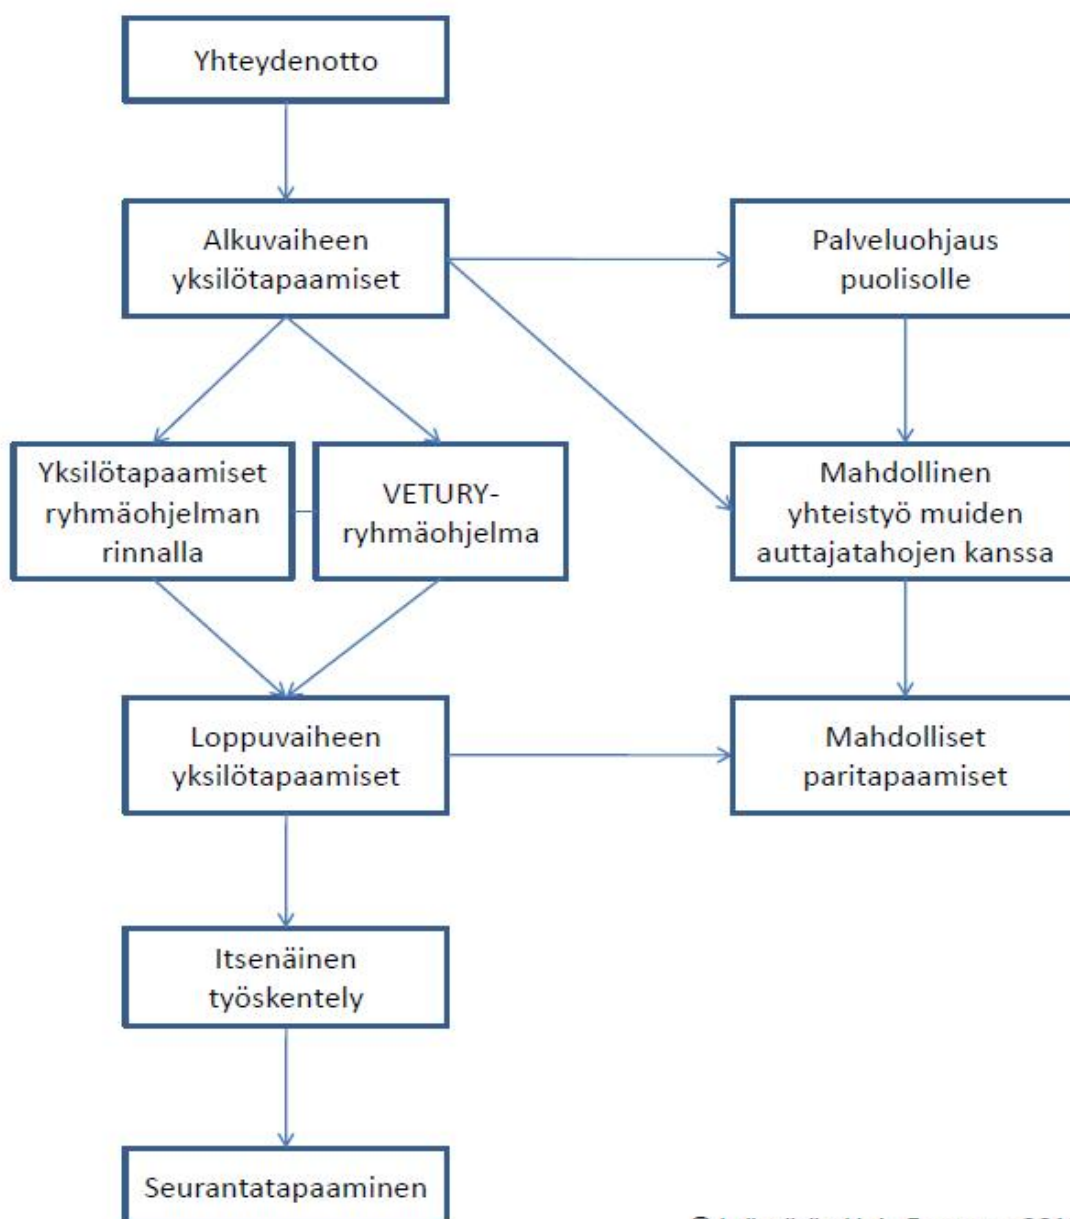 Yhteydenotto
Alkuvaiheen
yksilötapaamiset
Palveluohjaus
puolisolle
Yksilötapaamiset
ryhmäohjelman
rinnalla
VETURY-
ryhmäohjelma
Mahdollinen
yhteistyö muiden
auttajatahojen kanssa
Loppuvaiheen
yksilötapaamiset
Mahdolliset
paritapaamiset
Itsenäinen
työskentely
Seurantatapaaminen